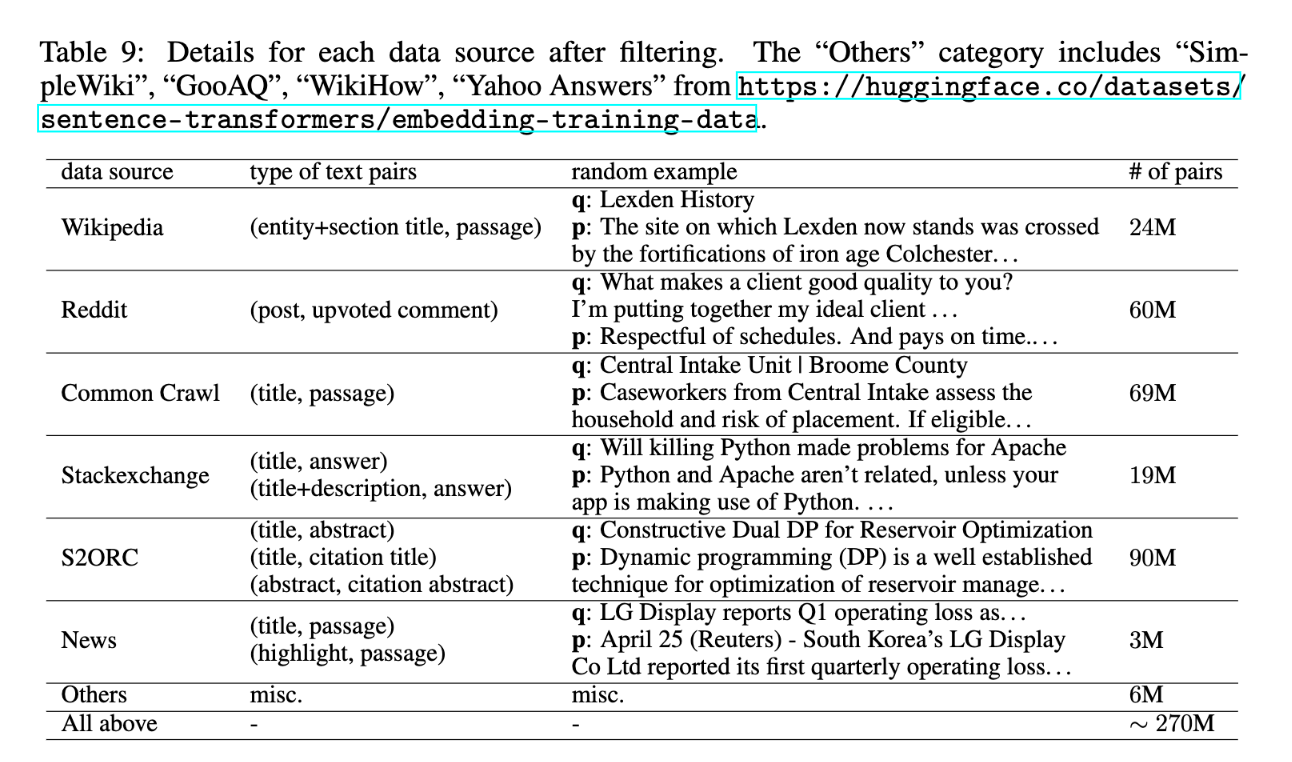 Table 9: Details for each data source after filtering. The “Others” category includes “Sim-
pleWiki”, “GooAQ”, “WikiHow”, “Yahoo Answers” from https://huggingface.co/datasets/
sentence-transformers/embedding-training-data.
data source type of text pairs random example # of pairs
q: Lexden History
Wikipedia (entity+section title, passage) p: The site on which Lexden now stands was crossed 24M
by the fortifications of iron age Colchester...
q: What makes a client good quality to you?
Reddit (post, upvoted comment) I’m putting together my ideal client ... 60M
p: Respectful of schedules. And pays on time....
q: Central Intake Unit | Broome County
Common Crawl (title, passage) p: Caseworkers from Central Intake assess the 69M
household and risk of placement. If eligible...
q: Will killing Python made problems for Apache
(title, answer)
Stackexchange p: Python and Apache aren’t related, unless your 19M
(title+description, answer)
app is making use of Python. ...
(title, abstract) q: Constructive Dual DP for Reservoir Optimization
S2ORC (title, citation title) p: Dynamic programming (DP) is a well established 90M
(abstract, citation abstract) technique for optimization of reservoir manage...
q: LG Display reports Q1 operating loss as...
(title, passage)
News p: April 25 (Reuters) - South Korea’s LG Display 3M
(highlight, passage)
Co Ltd reported its first quarterly operating loss...
Others misc. misc. 6M
All above - - ~ 270M